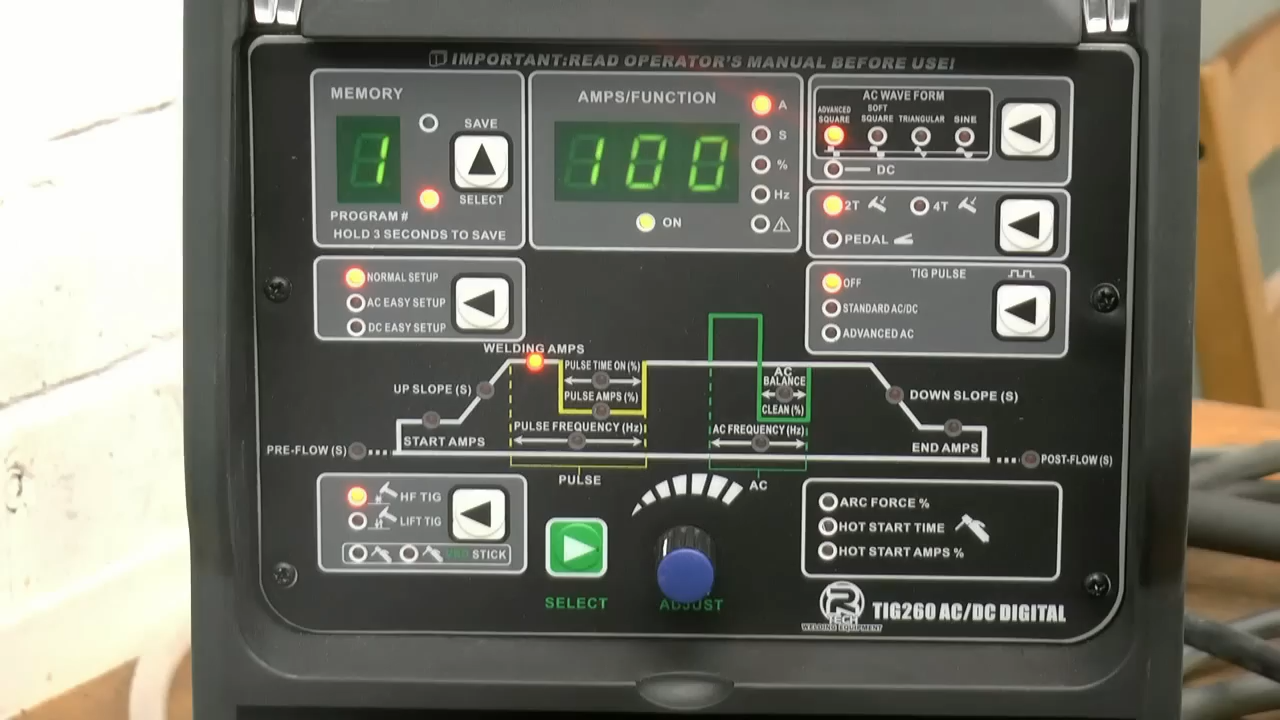 IMPORTANT:READ OPERATOR'S MANUAL BEFORE USE!
MEMORY
1
SAVE
SELECT
PROGRAM #
HOLD 3 SECONDS TO SAVE
AMPS/FUNCTION
100
ON
A
S
%
Hz
AC WAVE FORM
ADVANCED SQUARE
SOFT SQUARE
TRIANGULAR
SINE
DC
2T
4T
PEDAL
NORMAL SETUP
AC EASY SETUP
DC EASY SETUP
TIG PULSE
OFF
STANDARD AC/DC
ADVANCED AC
WELDING AMPS
PULSE TIME ON (%)
UP SLOPE (S)
PULSE AMPS (%)
START AMPS
PULSE FREQUENCY (Hz)
PRE-FLOW (S)
PULSE
AC
BALANCE
CLEAN (%)
AC FREQUENCY (Hz)
AC
DOWN SLOPE (S)
END AMPS
POST-FLOW (S)
HF TIG
LIFT TIG
VRD STICK
SELECT
ADJUST
ARC FORCE %
HOT START TIME
HOT START AMPS %
R
TECH
WELDING EQUIPMENT
TIG260 AC/DC DIGITAL